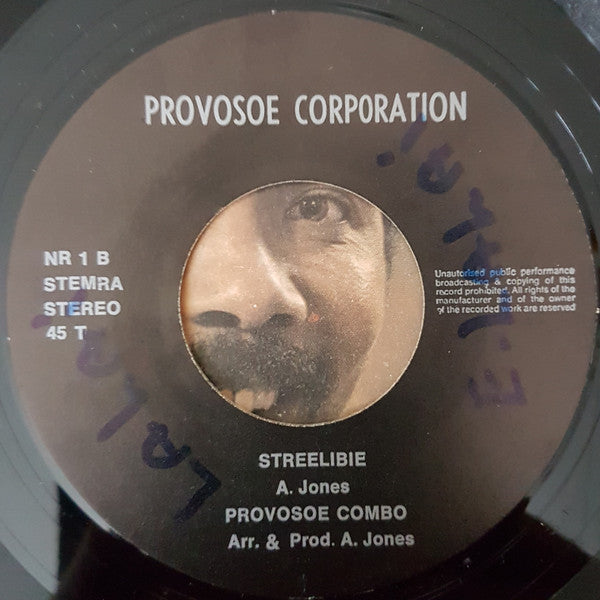 PROVOSOE CORPORATION
NR 1 B
STEMRA
STEREO
45 T
Unautorised public performance
broadcasting & copying of this
record prohibited. All rights of the
manufacturer and of the owner
of the recorded work are reserved
STREELIBIE
A. Jones
PROVOSOE COMBO
Arr. & Prod. A. Jones